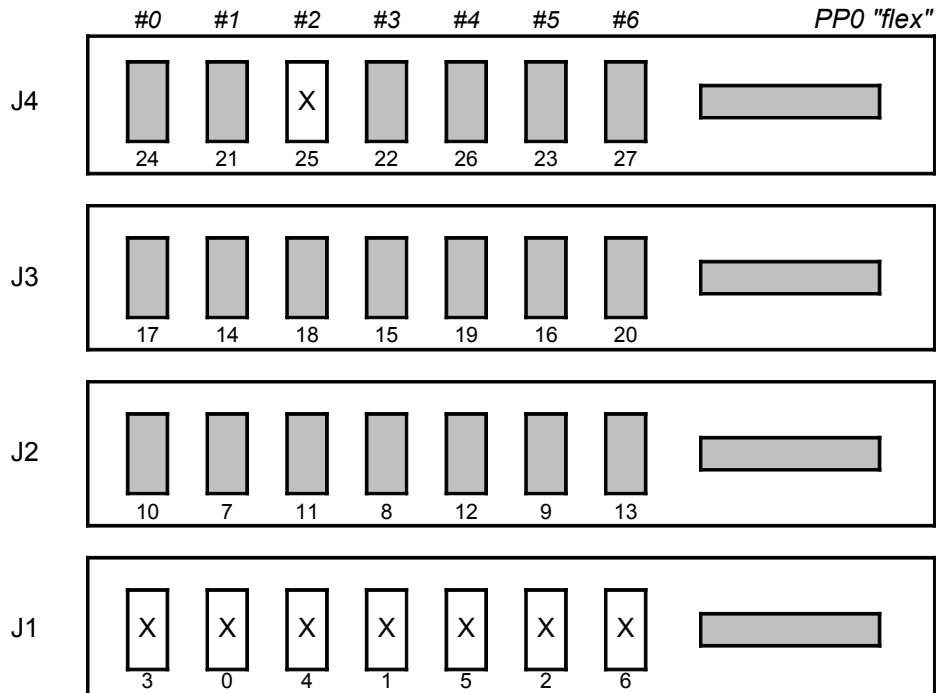 #0 #1 #2 #3 #4 #5 #6 PP0 "flex"
J4 X
24 21 25 22 26 23 27
J3
17 14 18 15 19 16 20
J2
10 7 11 8 12 9 13
J1 X X X X X X X
3 0 4 1 5 2 6